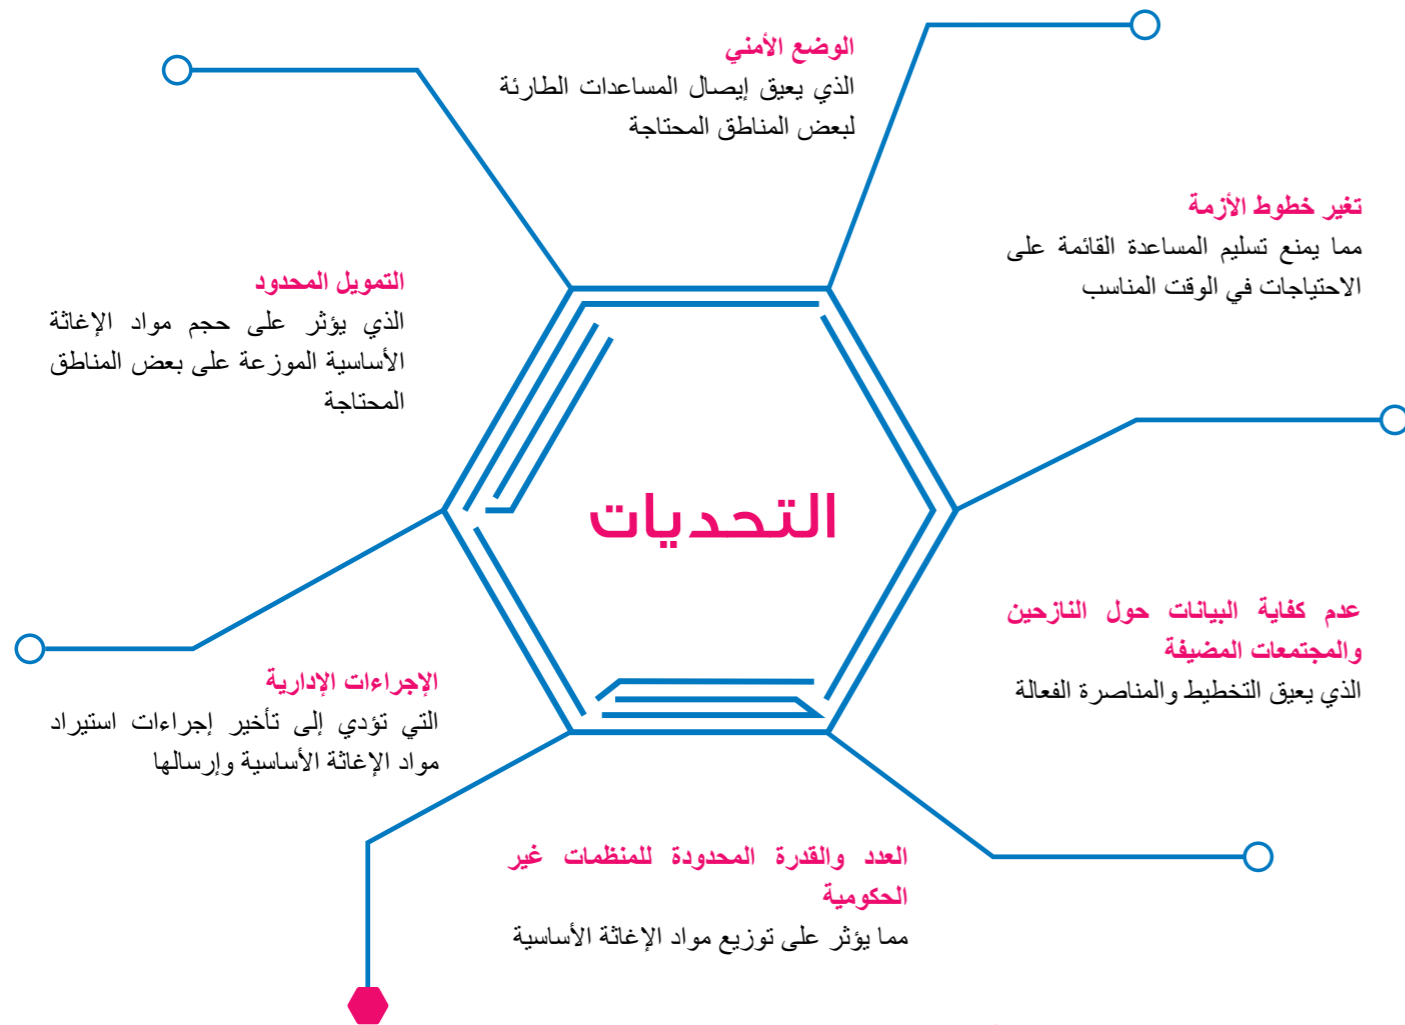 الوضع الأمني
الذي يعيق إيصال المساعدات الطارئة
لبعض المناطق المحتاجة
تغير خطوط الأزمة
مما يمنع تسليم المساعدة القائمة على
الاحتياجات في الوقت المناسب
التمويل المحدود
الذي يؤثر على حجم مواد الإغاثة
الأساسية الموزعة على بعض المناطق
المحتاجة
التحديات
عدم كفاية البيانات حول النازحين
والمجتمعات المضيفة
الذي يعيق التخطيط والمناصرة الفعالة
الإجراءات الإدارية
التي تؤدي إلى تأخير إجراءات استيراد
مواد الإغاثة الأساسية وإرسالها
العدد والقدرة المحدودة للمنظمات غير
الحكومية
مما يؤثر على توزيع مواد الإغاثة الأساسية